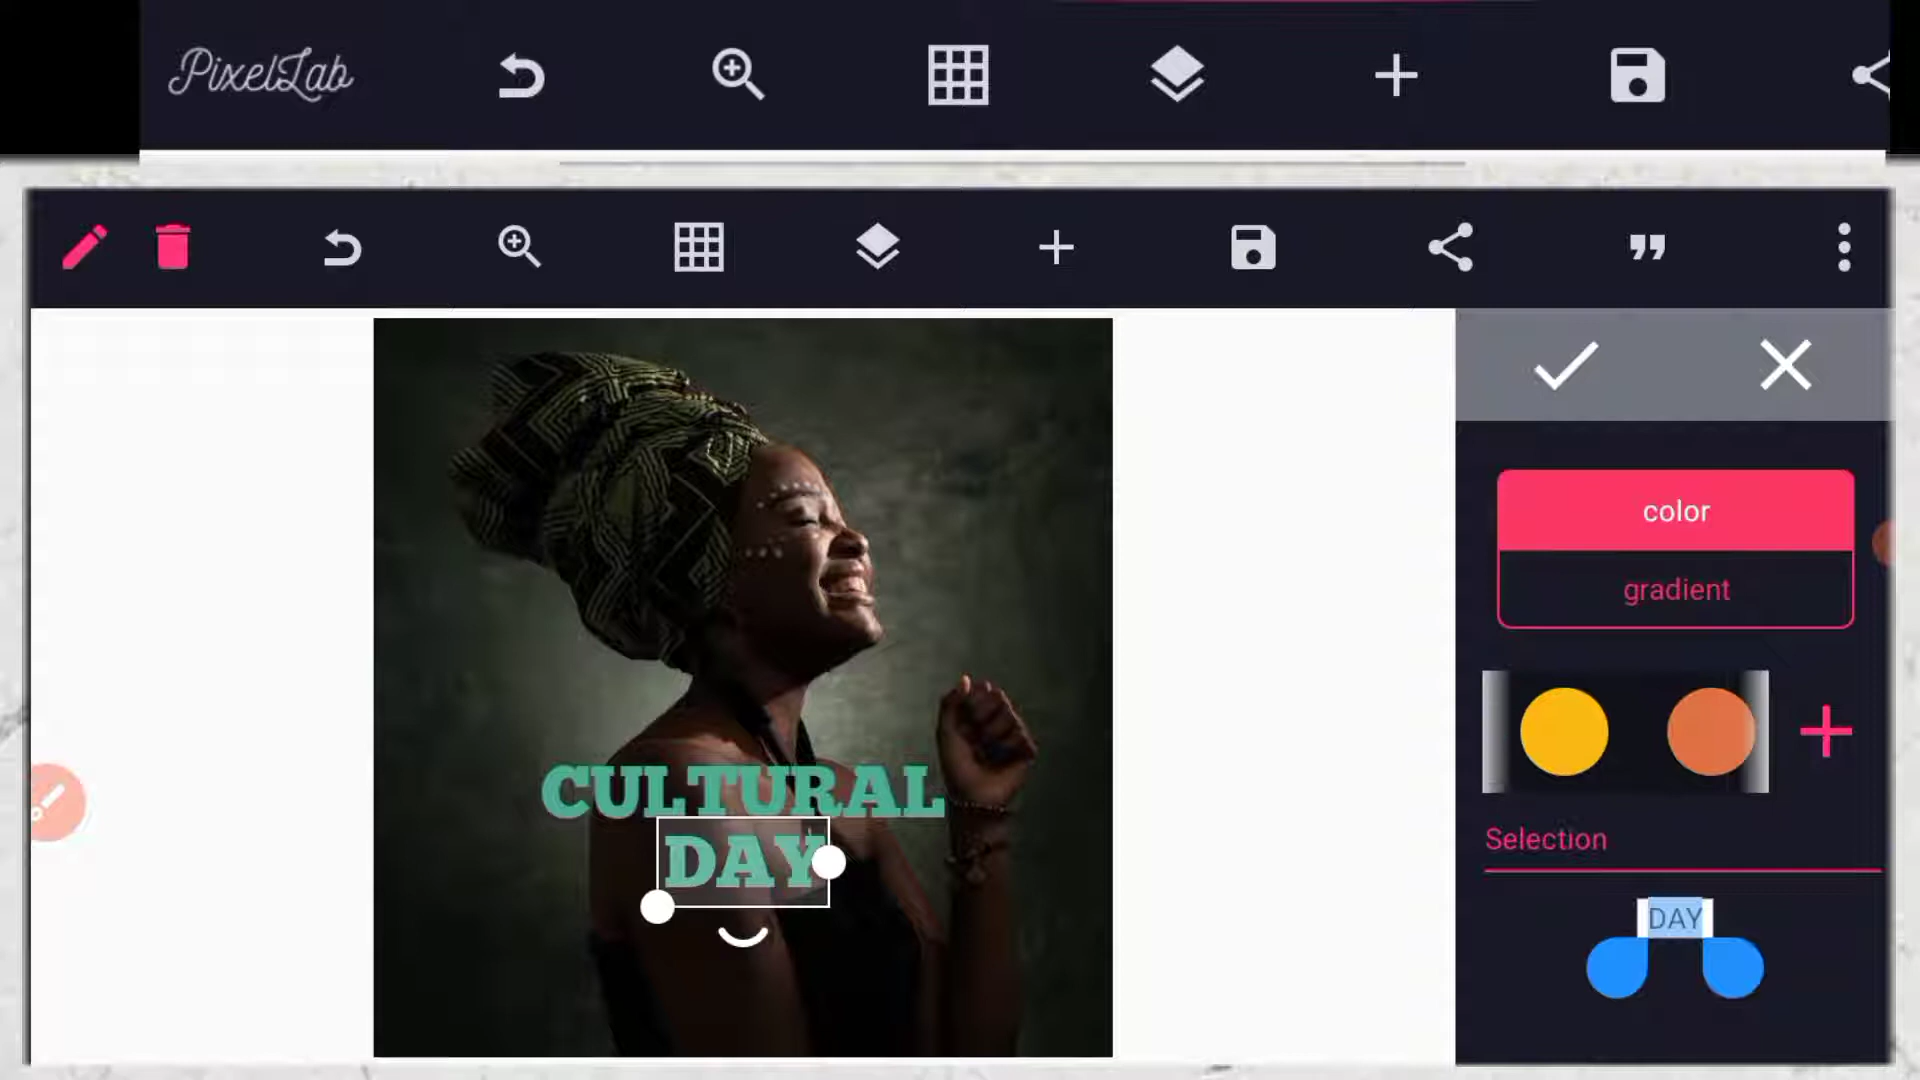 PixelLab
color
gradient
CULTURAL
DAY
Selection
DAY